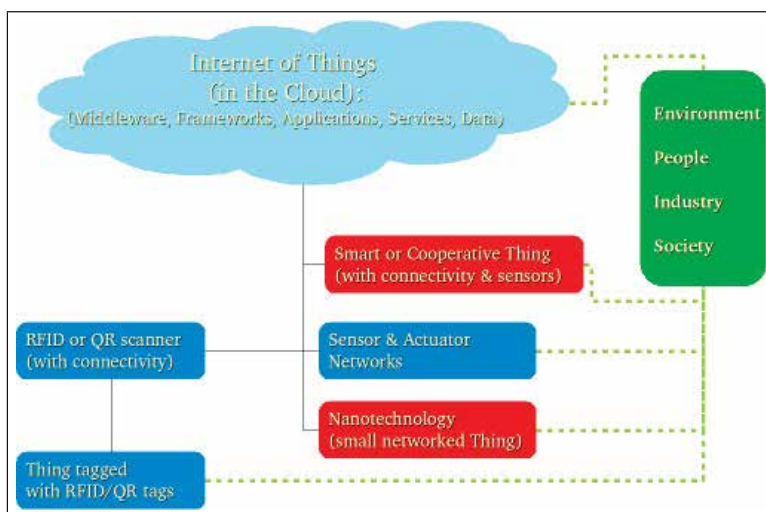 Internet of Things
(in the Cloud):
(Middleware, Frameworks, Applications, Services, Data)
Environment
People
Industry
Society
Smart or Cooperative Thing
(with connectivity & sensors)
RFID or QR scanner
(with connectivity)
Sensor & Actuator
Networks
Nanotechnology
(small networked Thing)
Thing tagged
with RFID/QR tags